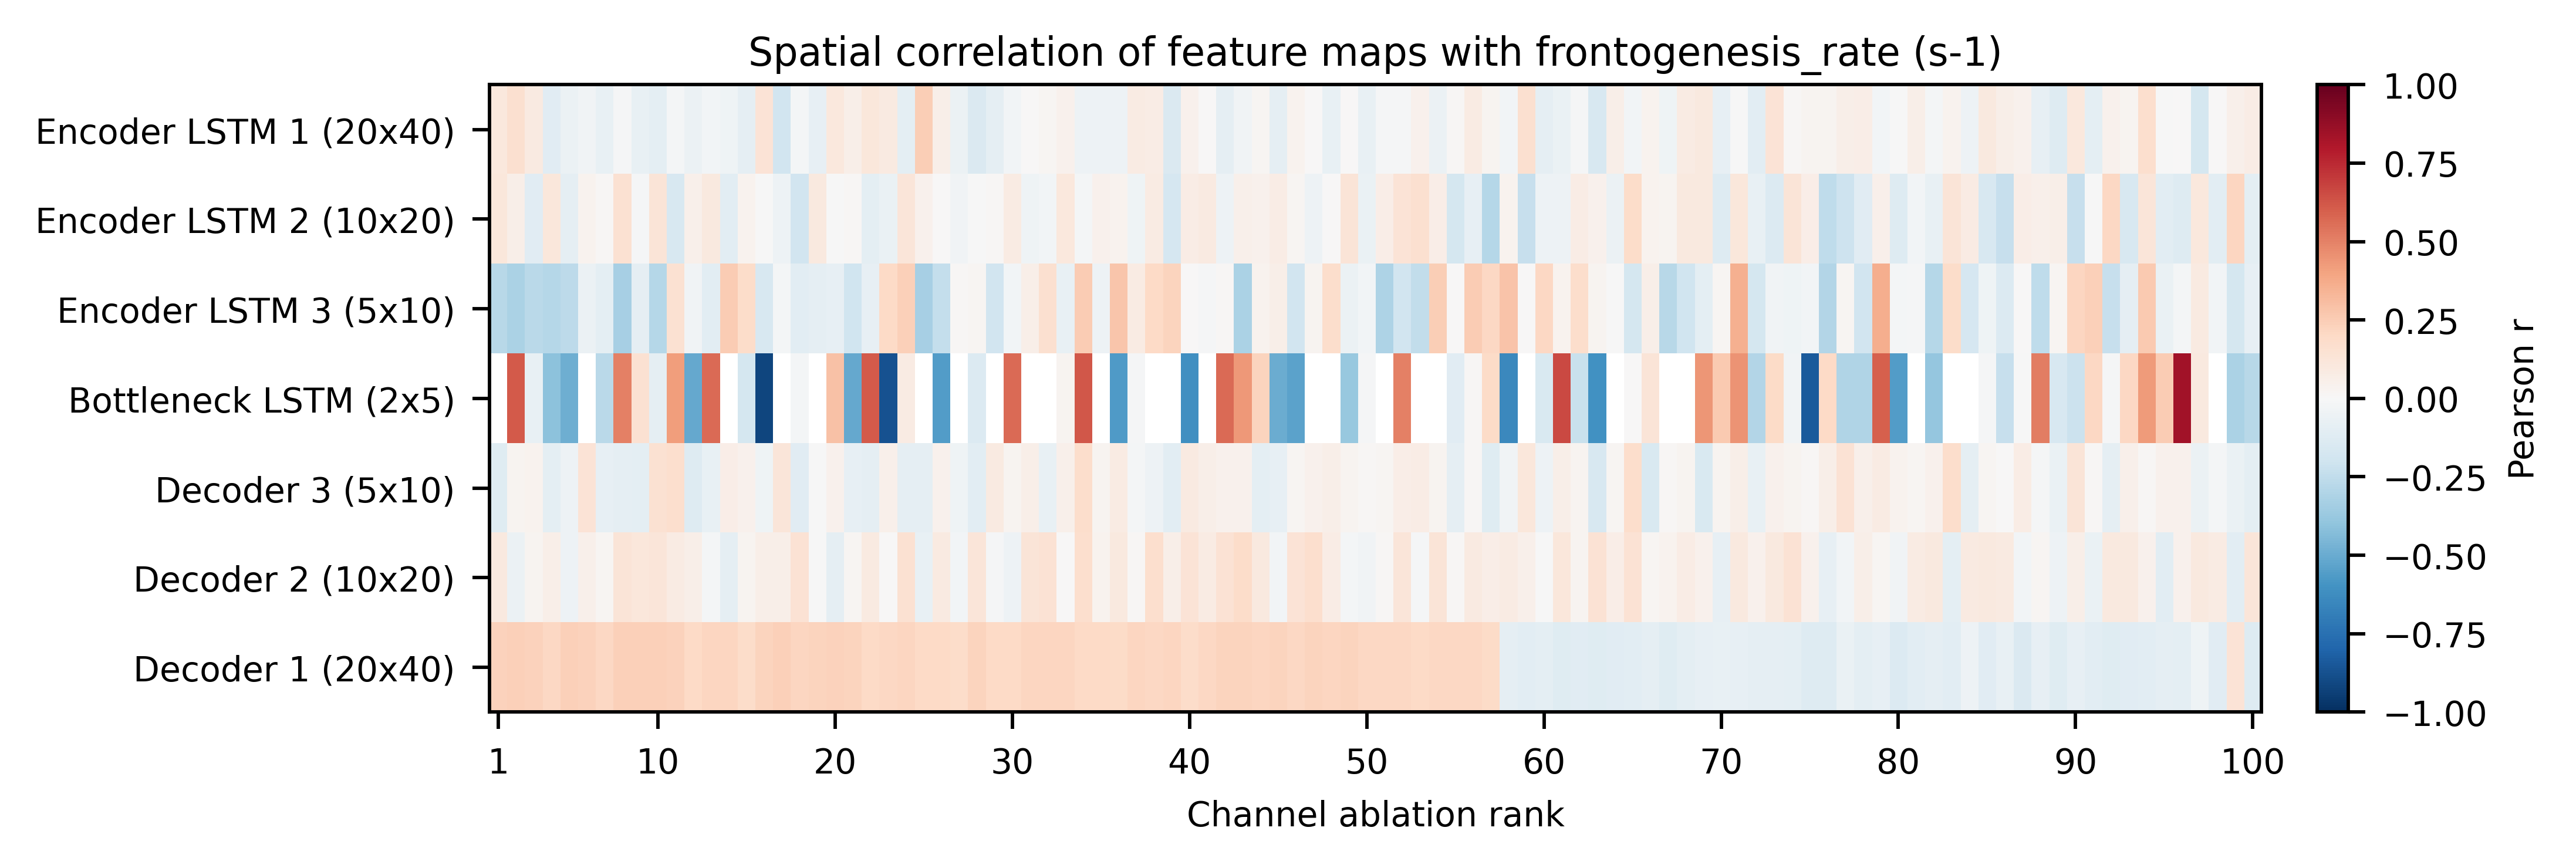 Spatial correlation of feature maps with frontogenesis_rate (s-1)
Encoder LSTM 1 (20x40)
Encoder LSTM 2 (10x20)
Encoder LSTM 3 (5x10)
Bottleneck LSTM (2x5)
Decoder 3 (5x10)
Decoder 2 (10x20)
Decoder 1 (20x40)
1 10 20 30 40 50 60 70 80 90 100
Channel ablation rank
1.00
0.75
0.50
0.25
0.00
−0.25
−0.50
−0.75
−1.00
Pearson r